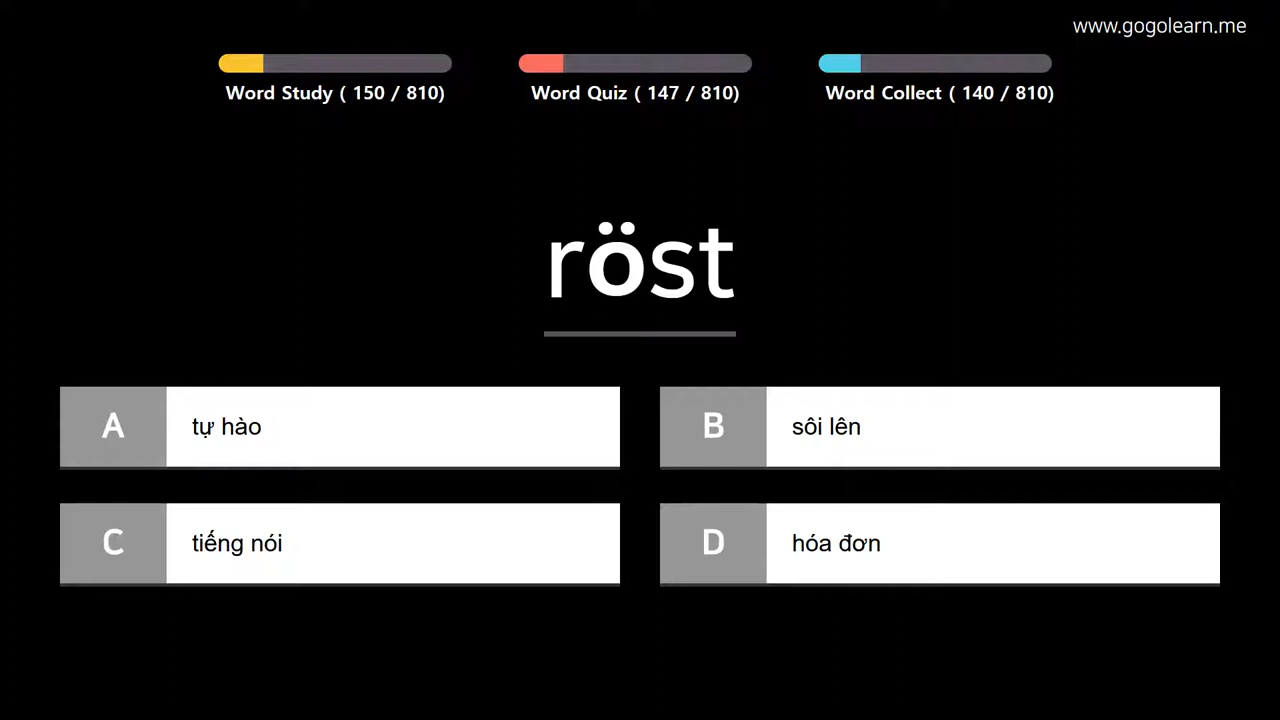 www.gogolearn.me
Word Study ( 150 / 810)
Word Quiz ( 147 / 810)
Word Collect ( 140 / 810)
röst
A tự hào
B sôi lên
C tiếng nói
D hóa đơn